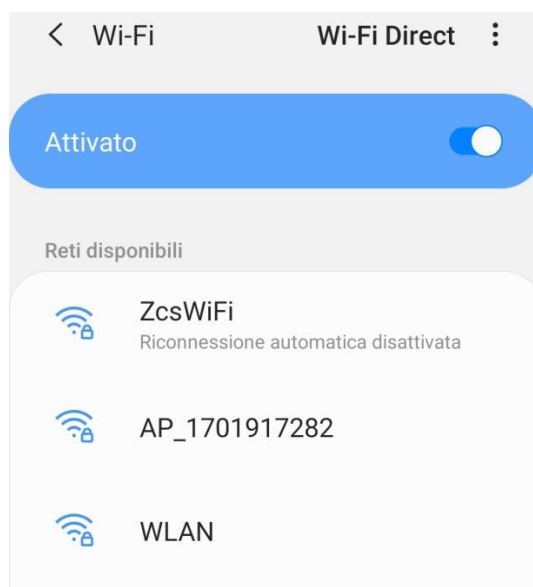 Wi-Fi Wi-Fi Direct
Attivato
Reti disponibili
ZcsWiFi
Riconnessione automatica disattivata
AP_1701917282
WLAN